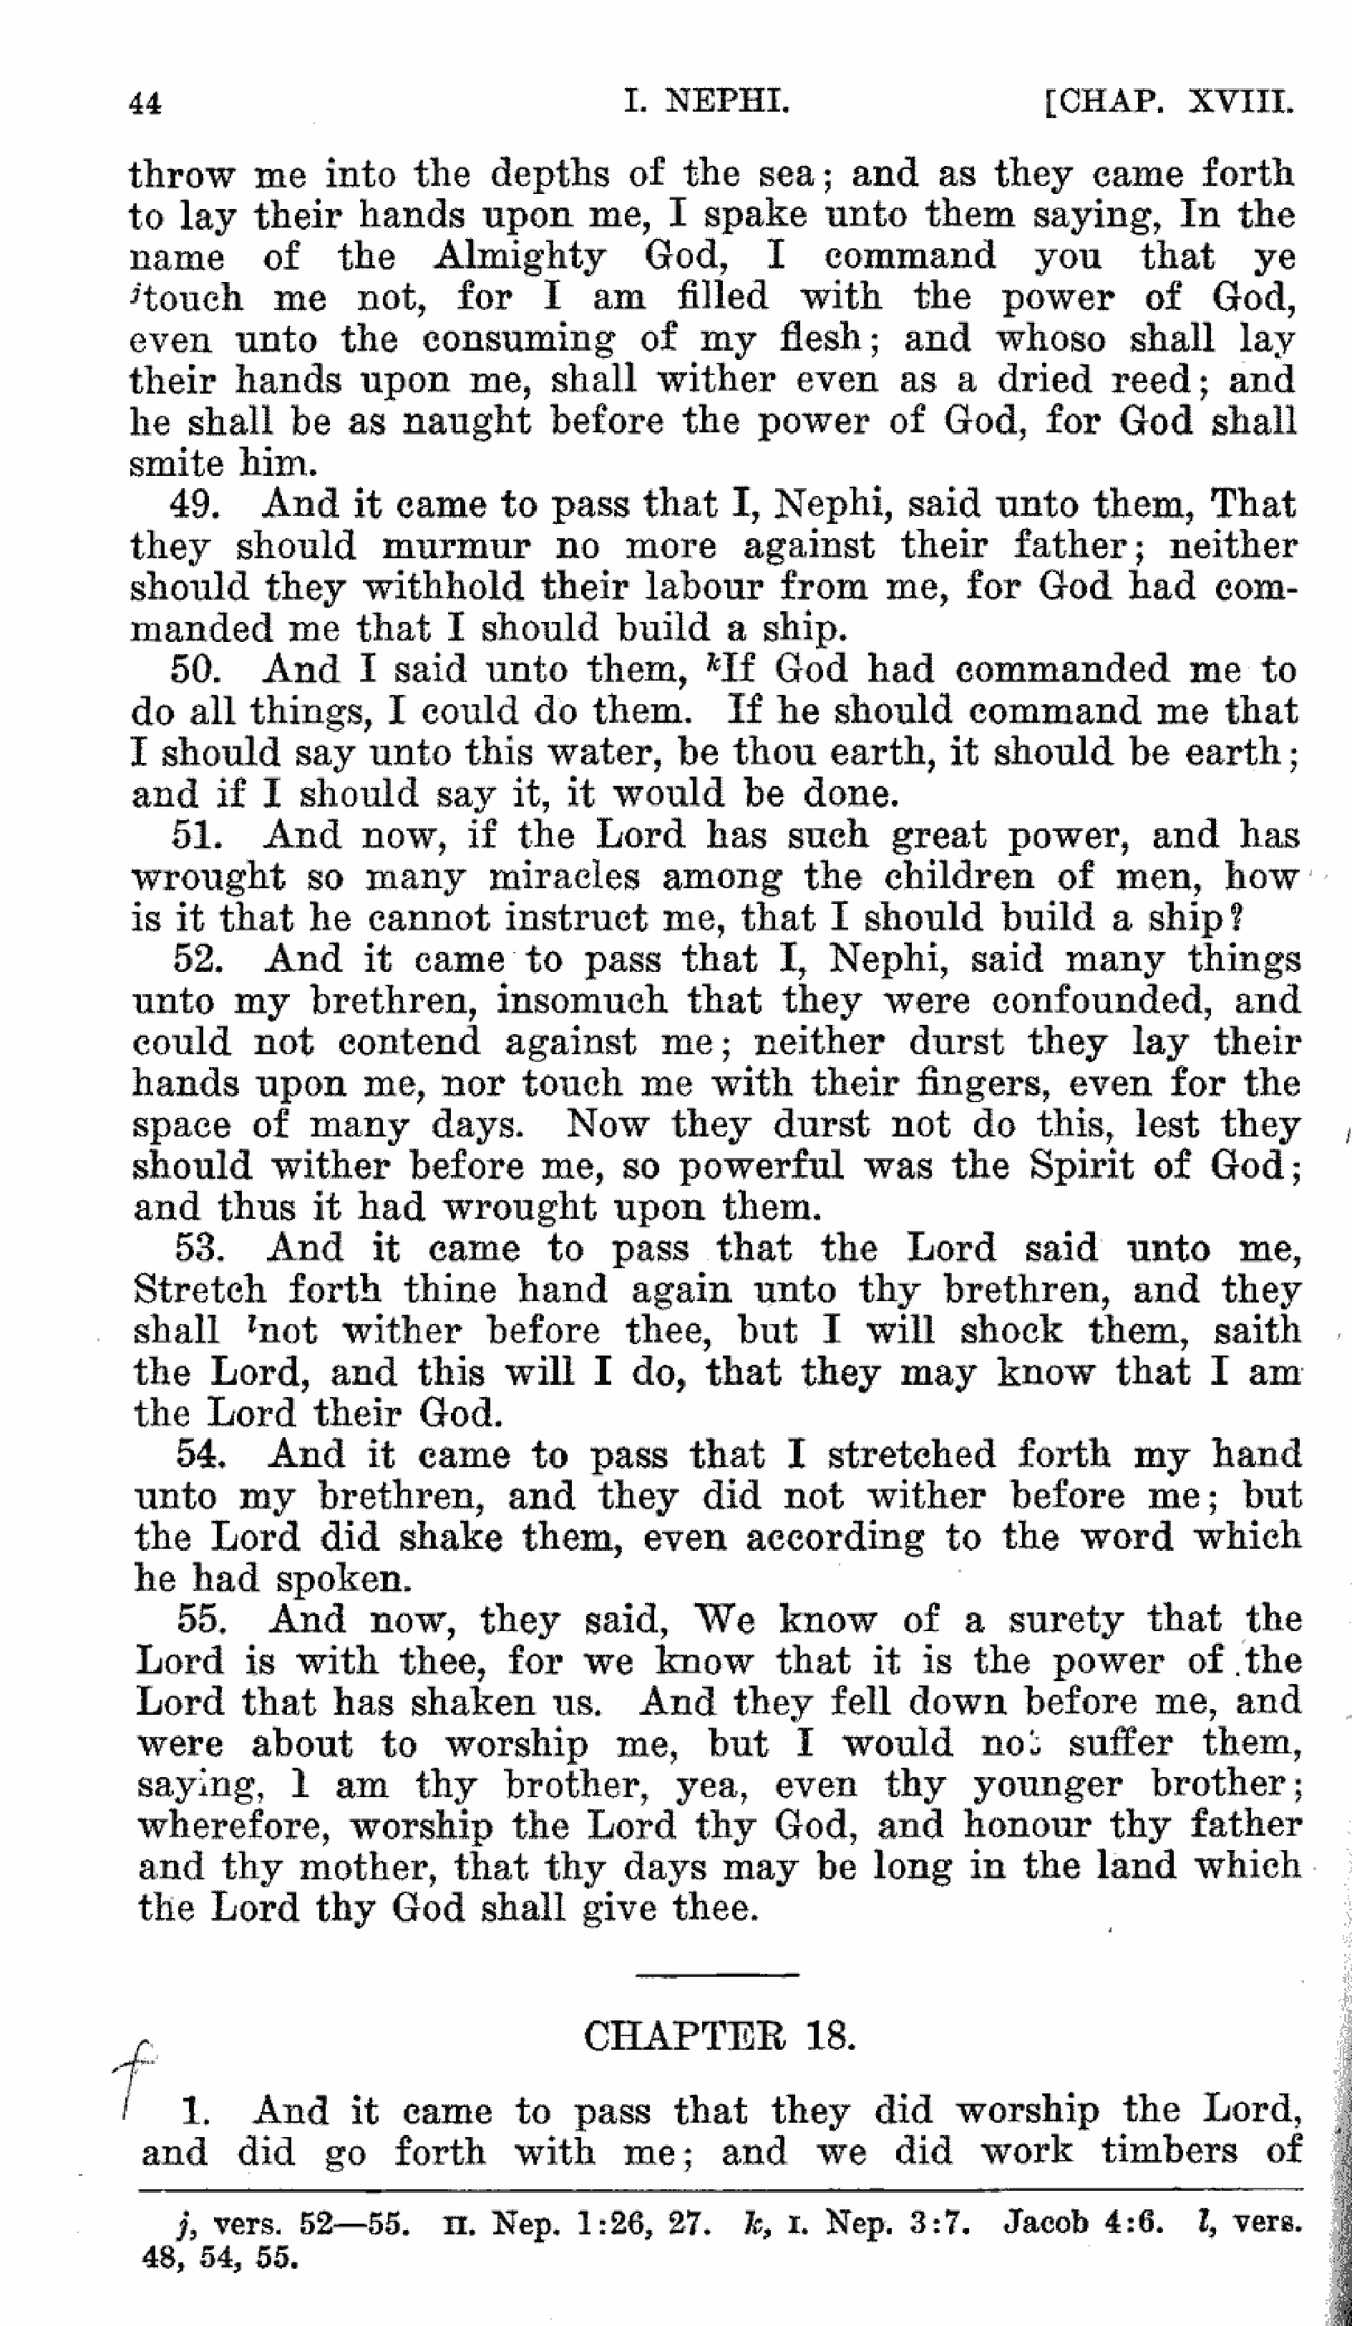 44 I. NEPHI. [CHAP. XVIII.
throw me into the depths of the sea; and as they came forth
to lay their hands upon me, I spake unto them saying, In the
name of the Almighty God, I command you that ye
jtouch me not, for I am filled with the power of God,
even unto the consuming of my flesh; and whoso shall lay
their hands upon me, shall wither even as a dried reed; and
he shall be as naught before the power of God, for God shall
smite him.
49. And it came to pass that I, Nephi, said unto them, That
they should murmur no more against their father; neither
should they withhold their labour from me, for God had com-
manded me that I should build a ship.
50. And I said unto them, kIf God had commanded me to
do all things, I could do them. If he should command me that
I should say unto this water, be thou earth, it should be earth;
and if I should say it, it would be done.
51. And now, if the Lord has such great power, and has
wrought so many miracles among the children of men, how
is it that he cannot instruct me, that I should build a ship?
52. And it came to pass that I, Nephi, said many things
unto my brethren, insomuch that they were confounded, and
could not contend against me; neither durst they lay their
hands upon me, nor touch me with their fingers, even for the
space of many days. Now they durst not do this, lest they
should wither before me, so powerful was the Spirit of God;
and thus it had wrought upon them.
53. And it came to pass that the Lord said unto me,
Stretch forth thine hand again unto thy brethren, and they
shall lnot wither before thee, but I will shock them, saith
the Lord, and this will I do, that they may know that I am
the Lord their God.
54. And it came to pass that I stretched forth my hand
unto my brethren, and they did not wither before me; but
the Lord did shake them, even according to the word which
he had spoken.
55. And now, they said, We know of a surety that the
Lord is with thee, for we know that it is the power of the
Lord that has shaken us. And they fell down before me, and
were about to worship me, but I would not suffer them,
saying, I am thy brother, yea, even thy younger brother;
wherefore, worship the Lord thy God, and honour thy father
and thy mother, that thy days may be long in the land which
the Lord thy God shall give thee.
CHAPTER 18.
f
1. And it came to pass that they did worship the Lord,
and did go forth with me; and we did work timbers of
j, vers. 52—55. II. Nep. 1:26, 27. k, I. Nep. 3:7. Jacob 4:6. l, vers.
48, 54, 55.